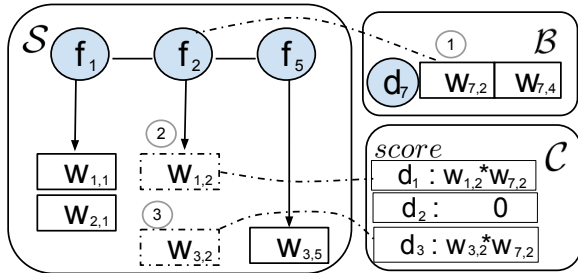 S
f1 f2 f5
2
w1,1 w1,2
w2,1
3
w3,2 w3,5
1
B
d7 w7,2 w7,4
score
C
d1 : w1,2*w7,2
d2 : 0
d3 : w3,2*w7,2